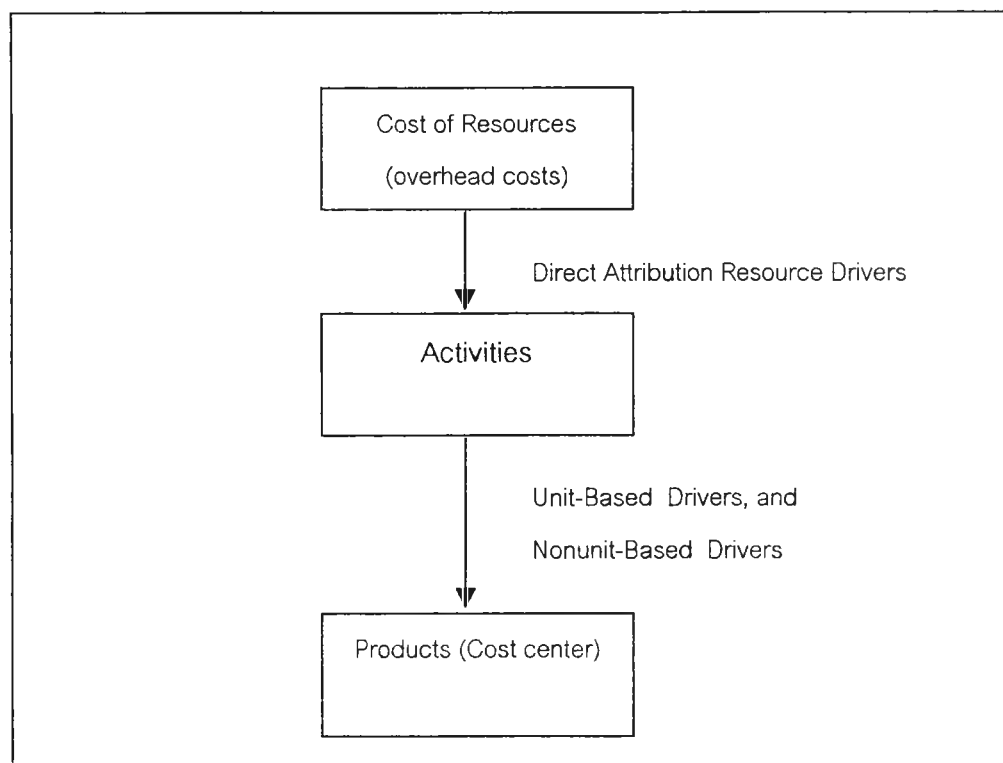 Cost of Resources
(overhead costs)
Direct Attribution Resource Drivers
Activities
Unit-Based Drivers, and
Nonunit-Based Drivers
Products (Cost center)